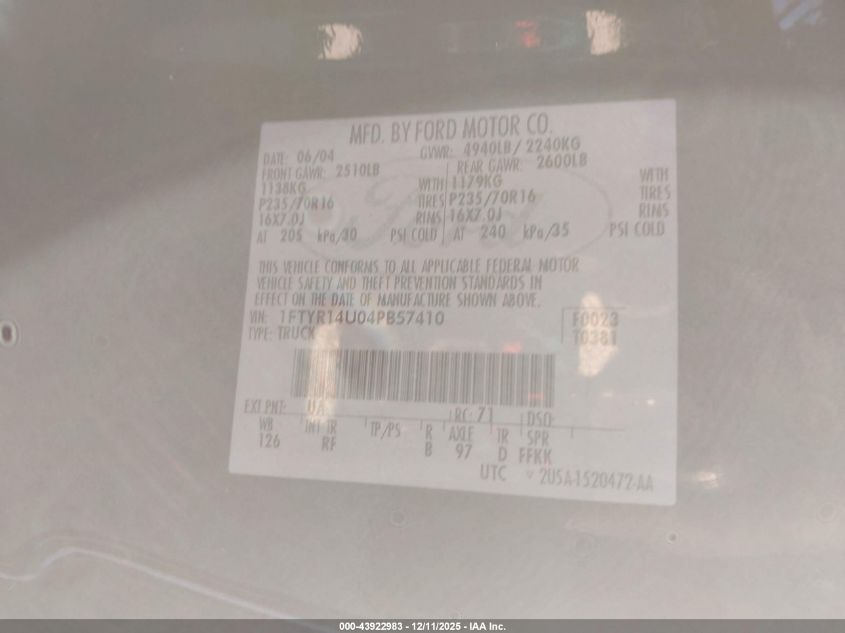 MFD. BY FORD MOTOR CO.
DATE: 06/04 GVWR: 4940LB/ 2240KG
FRONT GAWR: 2510LB REAR GAWR: 2600LB
1138KG WITH 1179KG WITH
P235/70R16 TIRES P235/70R16 TIRES
16X7.0J RIMS 16X7.0J RIMS
AT 205 kPa/30 PSI COLD AT 240 kPa/35 PSI COLD
THIS VEHICLE CONFORMS TO ALL APPLICABLE FEDERAL MOTOR
VEHICLE SAFETY AND THEFT PREVENTION STANDARDS IN
EFFECT ON THE DATE OF MANUFACTURE SHOWN ABOVE.
VIN: 1FTYR14U04PB57410 F0023
TYPE: TRUCK T0381
EXT PNT: UA RC: 71 DSO:
WB INT TR TP/PS R AXLE TR SPR
126 RF B 97 D FFKK
UTC 2U5A-1520472-AA
Ford
000-43922983 - 12/11/2025 - IAA Inc.